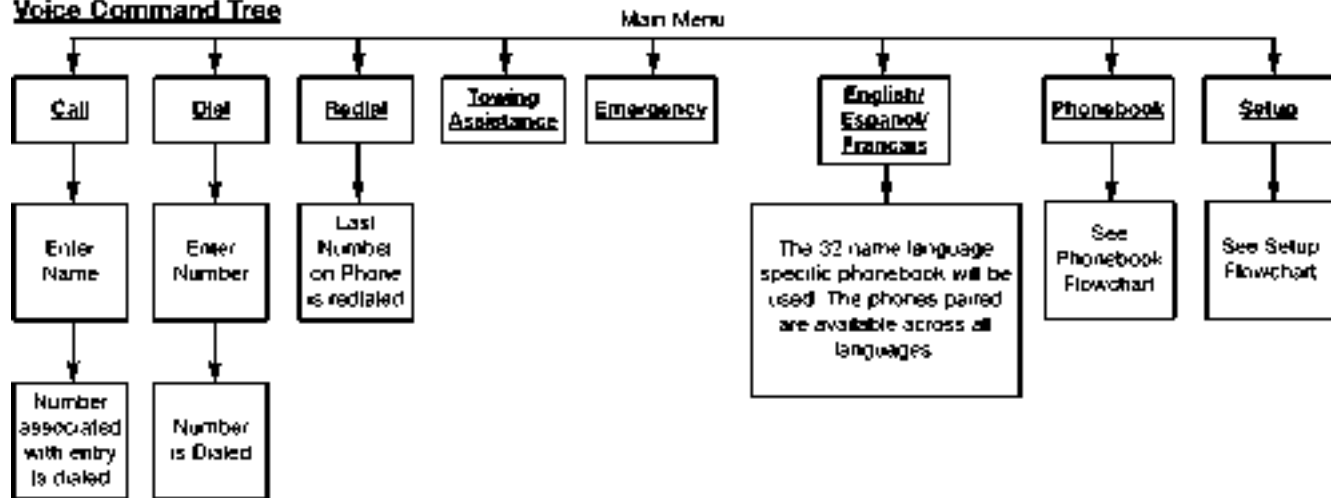 Voice Command Tree
Main Menu
Call
Dial
Redial
Towing
Assistance
Emergency
English/
Espanol/
Francais
Phonebook
Setup
Enter
Name
Enter
Number
Last
Number
on Phone
is redialed
The 32 name language
specific phonebook will be
used. The phones paired
are available across all
languages
See
Phonebook
Flowchart
See Setup
Flowchart
Number
associated
with entry
is dialed
Number
is Dialed